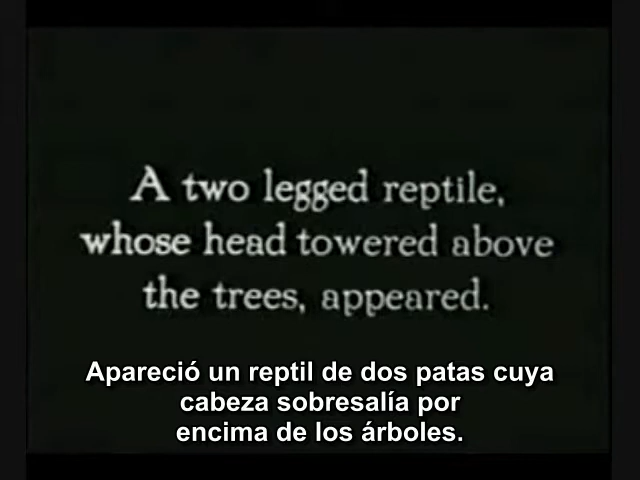 A two legged reptile,
whose head towered above
the trees, appeared.
Apareció un reptil de dos patas cuya
cabeza sobresalía por
encima de los árboles.